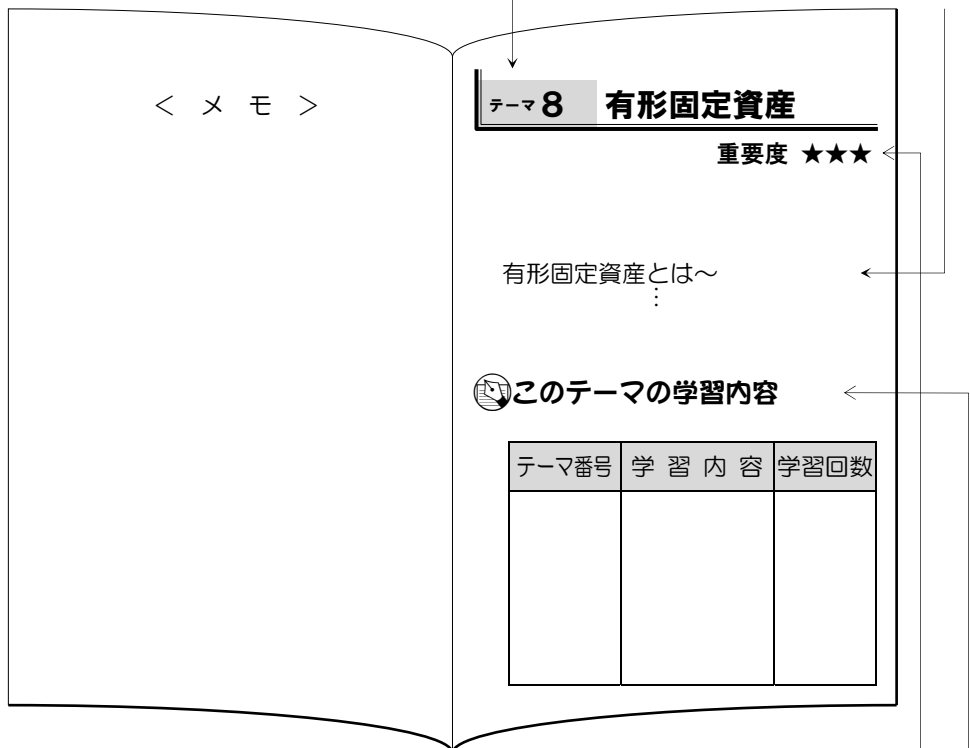 < メ モ >
テーマ 8 有形固定資産
重要度 ★★★
有形固定資産とは～
⋮
このテーマの学習内容
テーマ番号 学 習 内 容 学習回数